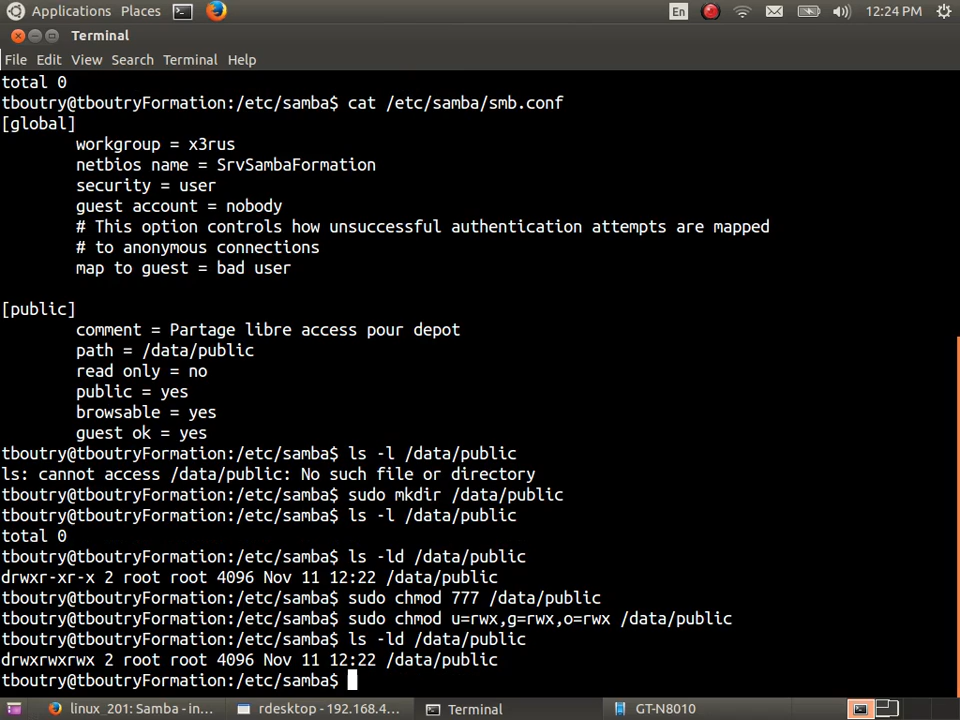 Applications Places En 12:24 PM
Terminal
File Edit View Search Terminal Help
total 0
tboutry@tboutryFormation:/etc/samba$ cat /etc/samba/smb.conf
[global]
workgroup = x3rus
netbios name = SrvSambaFormation
security = user
guest account = nobody
# This option controls how unsuccessful authentication attempts are mapped
# to anonymous connections
map to guest = bad user
[public]
comment = Partage libre access pour depot
path = /data/public
read only = no
public = yes
browsable = yes
guest ok = yes
tboutry@tboutryFormation:/etc/samba$ ls -l /data/public
ls: cannot access /data/public: No such file or directory
tboutry@tboutryFormation:/etc/samba$ sudo mkdir /data/public
tboutry@tboutryFormation:/etc/samba$ ls -l /data/public
total 0
tboutry@tboutryFormation:/etc/samba$ ls -ld /data/public
drwxr-xr-x 2 root root 4096 Nov 11 12:22 /data/public
tboutry@tboutryFormation:/etc/samba$ sudo chmod 777 /data/public
tboutry@tboutryFormation:/etc/samba$ sudo chmod u=rwx,g=rwx,o=rwx /data/public
tboutry@tboutryFormation:/etc/samba$ ls -ld /data/public
drwxrwxrwx 2 root root 4096 Nov 11 12:22 /data/public
tboutry@tboutryFormation:/etc/samba$
linux_201: Samba - in... rdesktop - 192.168.4... Terminal GT-N8010